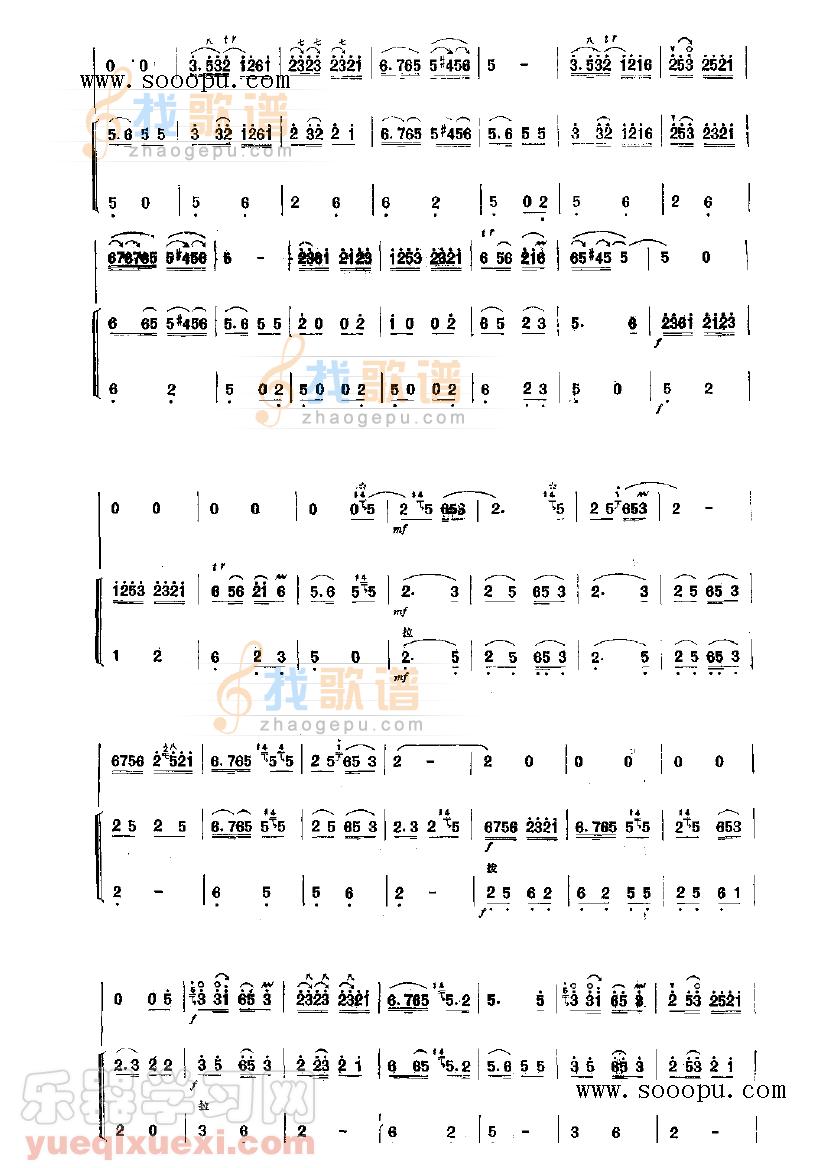 0 0 | 3.532 1261 | 2323 2321 | 6.765 5#456 | 5 - | 3.532 1216 | 253 2521
www.sooopu.com
找歌谱
zhaogepu.com
5.6 5 5 | 3 32 1261 | 2 32 2 1 | 6.765 5#456 | 5.6 5 5 | 3 32 1216 | 253 2321
5 0 | 5 6 | 2 6 | 6 2 | 5 0 2 | 5 6 | 2 6
tr
676765 5#456 | 5 - | 2361 2123 | 1253 2321 | 6 56 216 | 65#45 5 | 5 0
6 65 5#456 | 5.6 5 5 | 2 0 0 2 | 1 0 0 2 | 6 5 2 3 | 5. 6 | 2361 2123
f
找歌谱
zhaogepu.com
6 2 | 5 0 2 | 5 0 0 2 | 5 0 0 2 | 6 2 3 | 5 0 | 5 2
f
0 0 | 0 0 | 0 0 5 | 2 5 653 | 2. 5 | 2 5 653 | 2 -
mf
tr
1253 2321 | 6 56 21 6 | 5.6 5 5 | 2. 3 | 2 5 65 3 | 2. 3 | 2 5 65 3
mf
拉
1 2 | 6 2 3 | 5 0 | 2. 5 | 2 5 65 3 | 2. 5 | 2 5 65 3
mf
找歌谱
zhaogepu.com
6756 2 521 | 6.765 5 5 | 2 5 65 3 | 2 - | 2 0 | 0 0 | 0 0
2 5 2 5 | 6.765 5 5 | 2 5 65 3 | 2.3 2 5 | 6756 2321 | 6.765 5 5 | 2 5 653
f
拨
2 - | 6 5 | 5 6 | 2 - | 2 5 6 2 | 6 2 5 5 | 2 5 6 1
f
0 0 5 | 3 31 65 3 | 2323 2321 | 6.765 5.2 | 5. 5 | 3 31 65 3 | 2 53 2521
f
2.3 2 2 | 3 5 6 3 | 2 23 2 1 | 6 65 5.2 | 5.6 5 5 | 3 5 65 3 | 2 53 2 1
f
拉
www.sooopu.com
2 0 | 3 6 | 2 - | 6 2 | 5 - | 3 6 | 2 -
乐器学习网
yueqixuexi.com